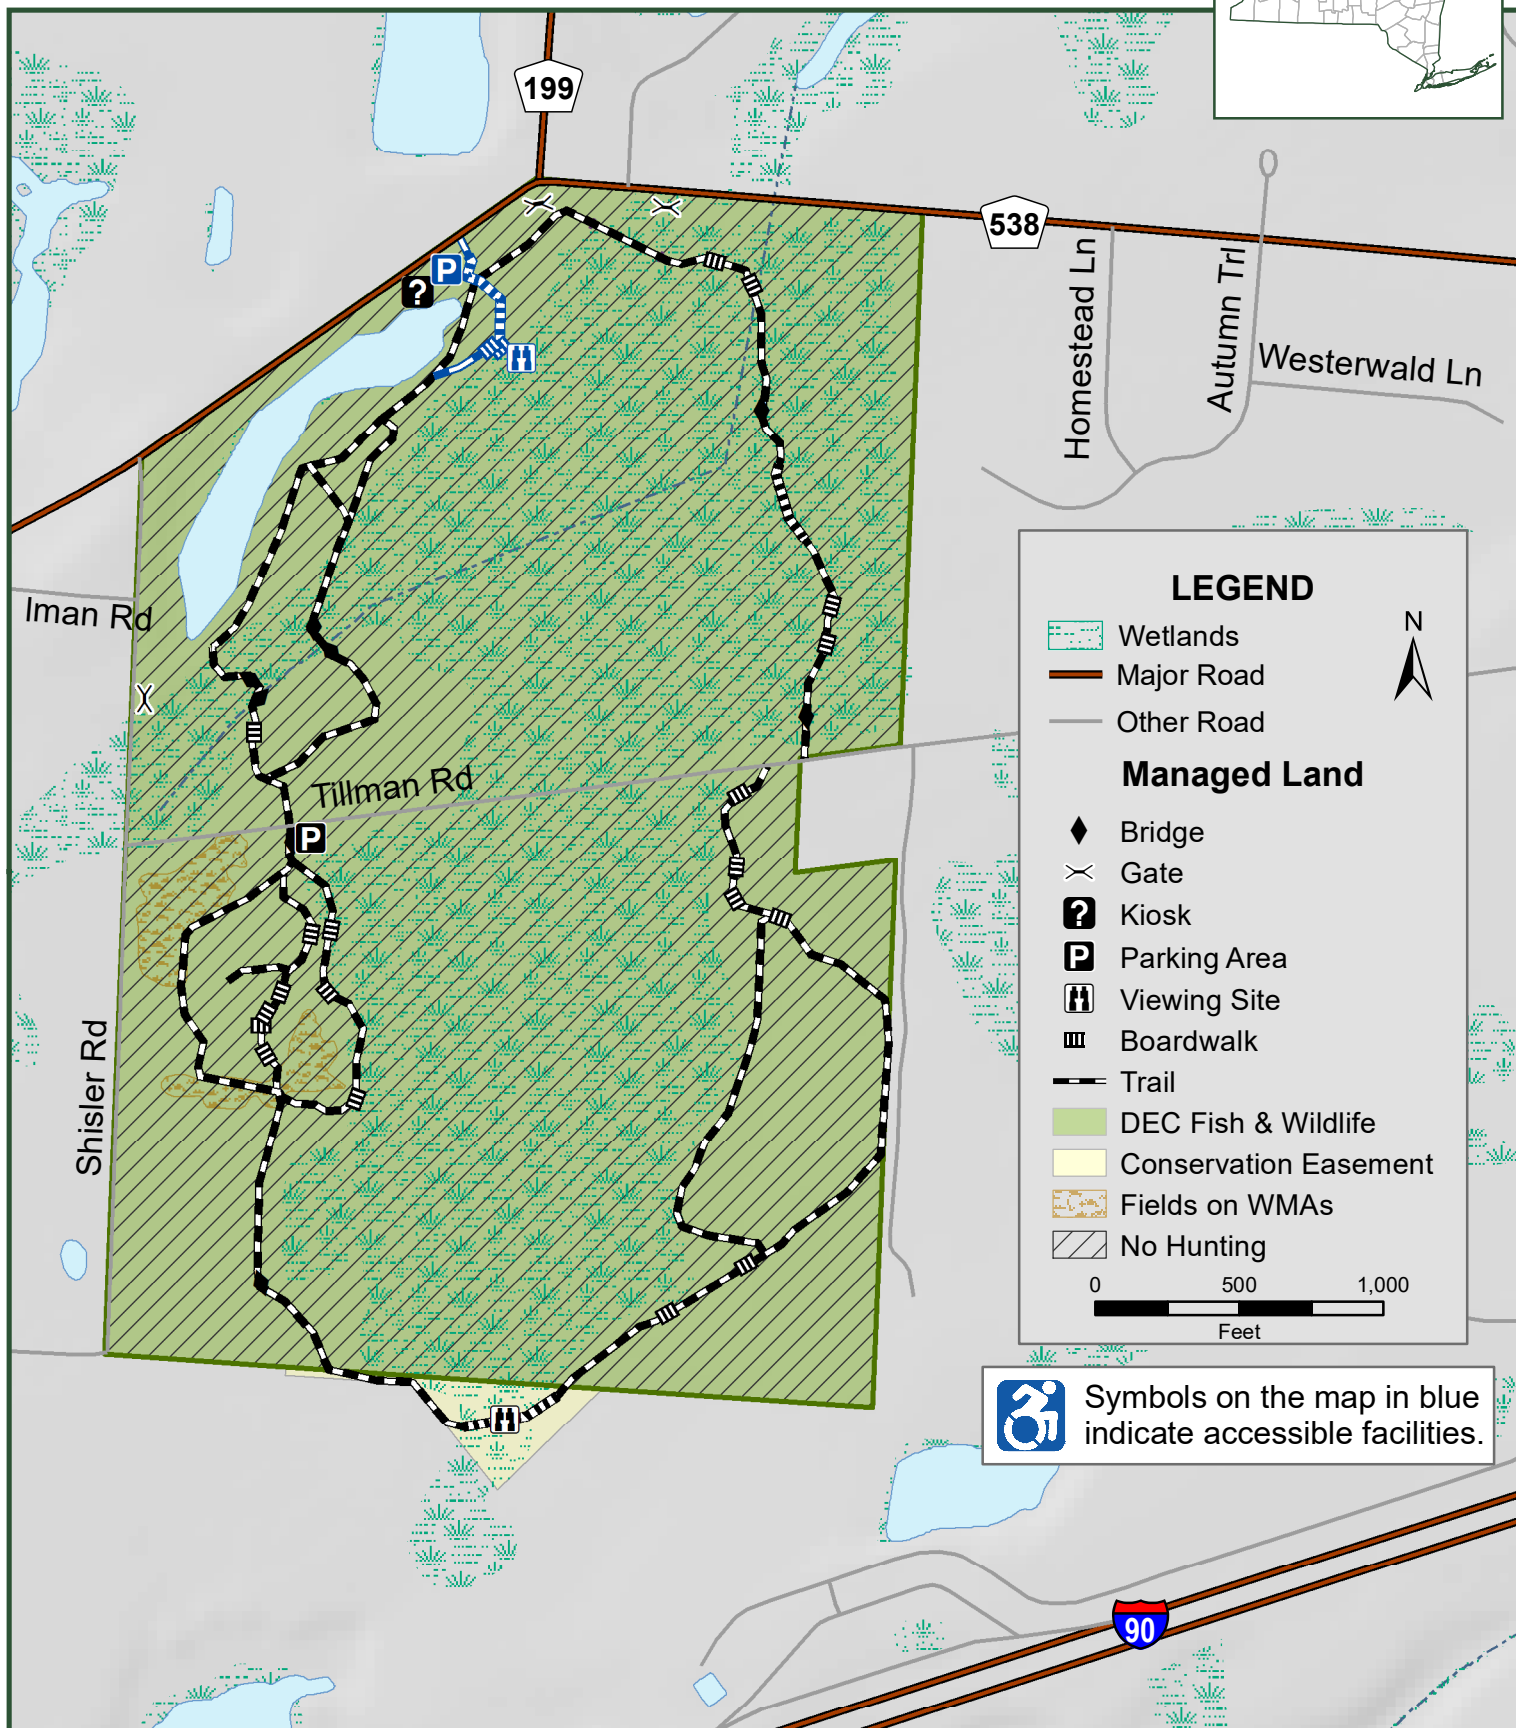 199
538
Homestead Ln
Autumn Trl
Westerwald Ln
P
?
Iman Rd
Tillman Rd
P
Shisler Rd
LEGEND
N
Wetlands
Major Road
Other Road
Managed Land
Bridge
Gate
? Kiosk
P Parking Area
Viewing Site
Boardwalk
Trail
DEC Fish & Wildlife
Conservation Easement
Fields on WMAs
No Hunting
0 500 1,000
Feet
Symbols on the map in blue
indicate accessible facilities.
90